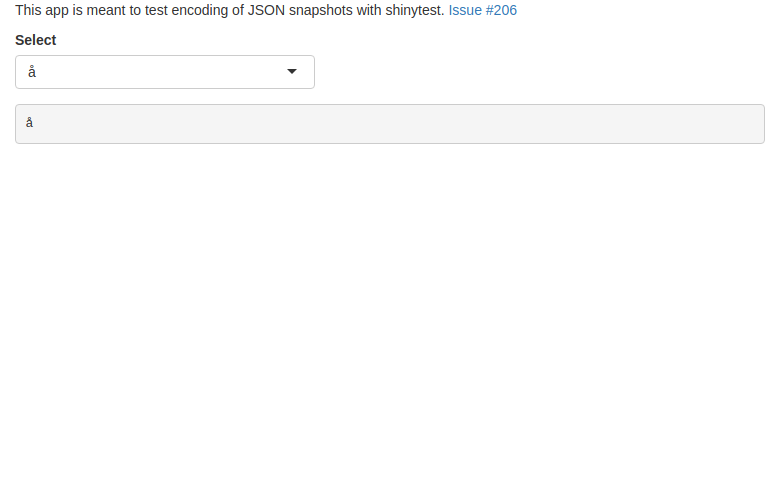 This app is meant to test encoding of JSON snapshots with shinytest. Issue #206
Select
å
å